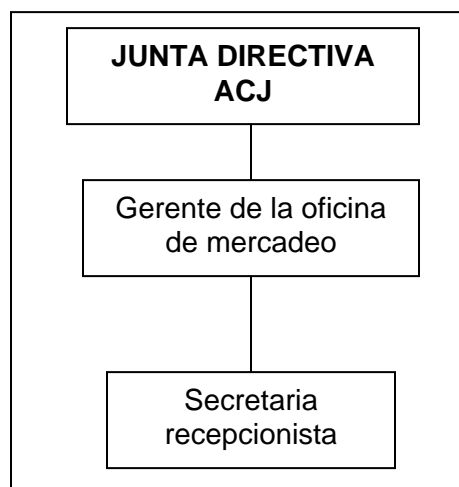 JUNTA DIRECTIVA
ACJ
Gerente de la oficina
de mercadeo
Secretaria
recepcionista